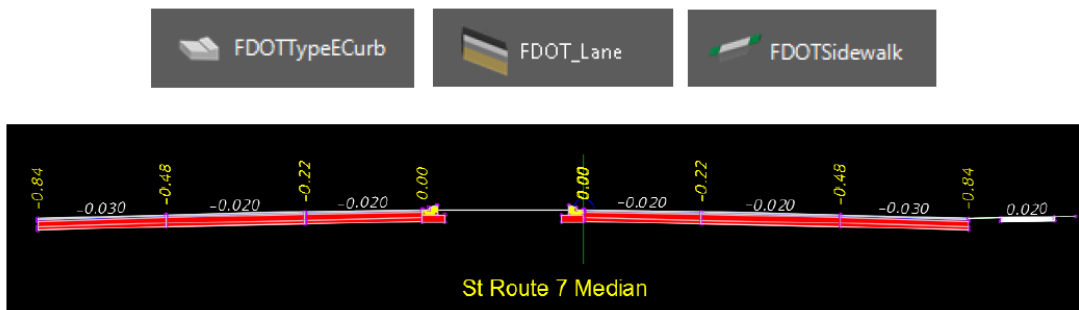 FDOTTypeECurb FDOT_Lane FDOTSidewalk
-0.84 -0.48 -0.22 0.00 0.00 -0.22 -0.48 -0.84
-0.030 -0.020 -0.020 -0.020 -0.020 -0.030 0.020
St Route 7 Median